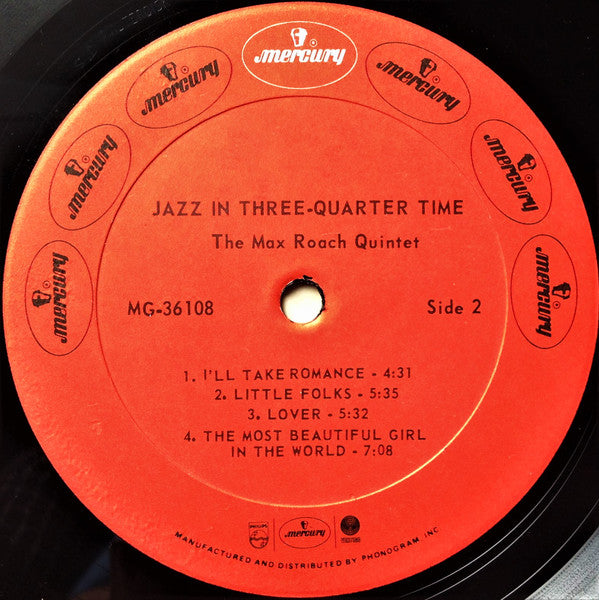 mercury
mercury
mercury
mercury
mercury
mercury
mercury
JAZZ IN THREE-QUARTER TIME
The Max Roach Quintet
MG-36108
Side 2
1. I'LL TAKE ROMANCE - 4:31
2. LITTLE FOLKS - 5:35
3. LOVER - 5:32
4. THE MOST BEAUTIFUL GIRL
IN THE WORLD - 7:08
PHILIPS
mercury
MANUFACTURED AND DISTRIBUTED BY PHONOGRAM INC.